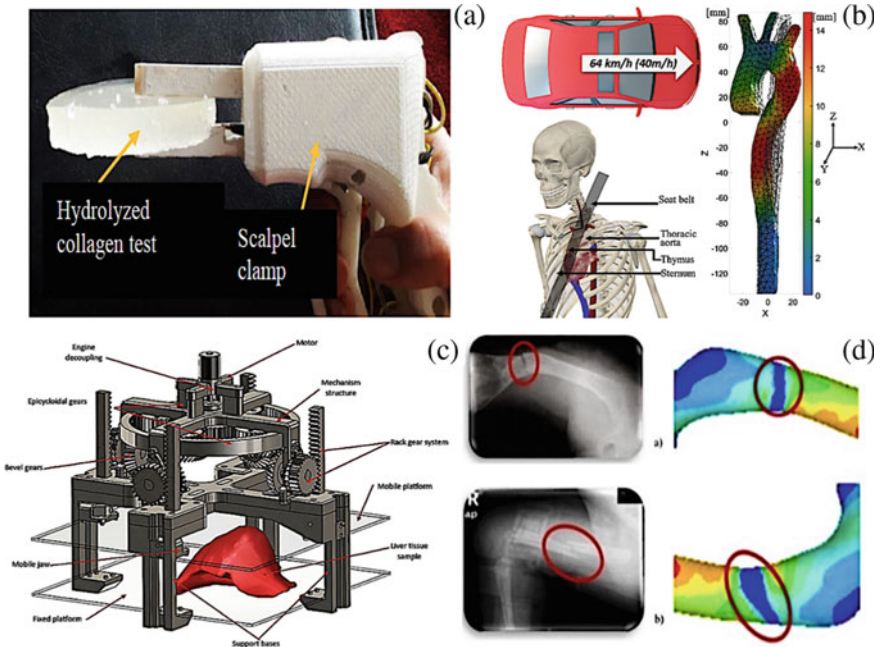 (a)
Hydrolyzed
collagen test
Scalpel
clamp
64 km/h (40m/h)
Seat belt
Thoracic
aorta
Thymus
Sternum
(b)
[mm]
[mm]
80
60
40
20
0
-20
-40
-60
-80
-100
-120
Z
-20
0
20
X
14
12
10
8
6
4
2
0
Z
X
Y
(c)
Engine
decoupling
Motor
Epicycloidal gears
Mechanism
structure
Bevel gears
Rack gear system
Mobile platform
Mobile jaw
Liver tissue
sample
Fixed platform
Support bases
(d)
a)
R
ap
b)